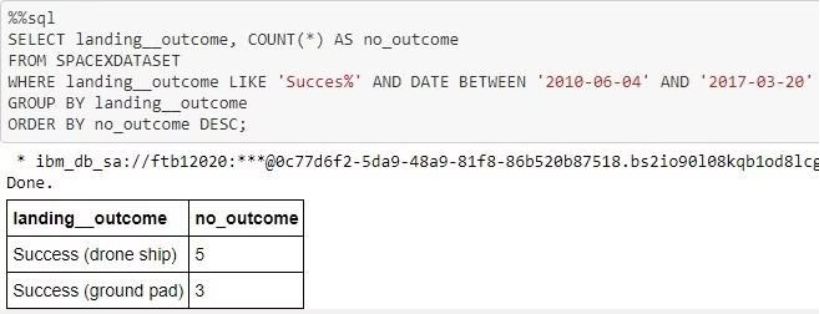 %%sql
SELECT landing__outcome, COUNT(*) AS no_outcome
FROM SPACEXDATASET
WHERE landing__outcome LIKE 'Succes%' AND DATE BETWEEN '2010-06-04' AND '2017-03-20'
GROUP BY landing__outcome
ORDER BY no_outcome DESC;
* ibm_db_sa://ftb12020:***@0c77d6f2-5da9-48a9-81f8-86b520b87518.bs2io90l08kqb1od8lcg
Done.
landing__outcome no_outcome
Success (drone ship) 5
Success (ground pad) 3